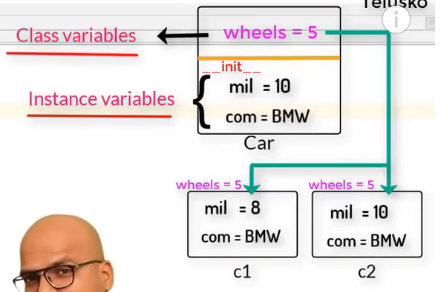 Telusko
i
Class variables
wheels = 5
__init__
Instance variables
mil = 10
com = BMW
Car
wheels = 5
wheels = 5
mil = 8
com = BMW
mil = 10
com = BMW
c1
c2